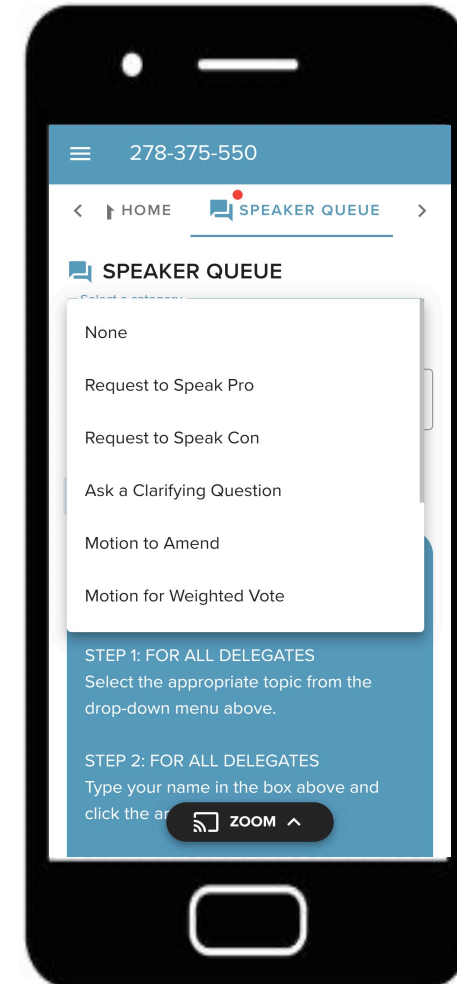 278-375-550
HOME SPEAKER QUEUE
SPEAKER QUEUE
Select a category
None
Request to Speak Pro
Request to Speak Con
Ask a Clarifying Question
Motion to Amend
Motion for Weighted Vote
STEP 1: FOR ALL DELEGATES
Select the appropriate topic from the
drop-down menu above.
STEP 2: FOR ALL DELEGATES
Type your name in the box above and
click the
ZOOM